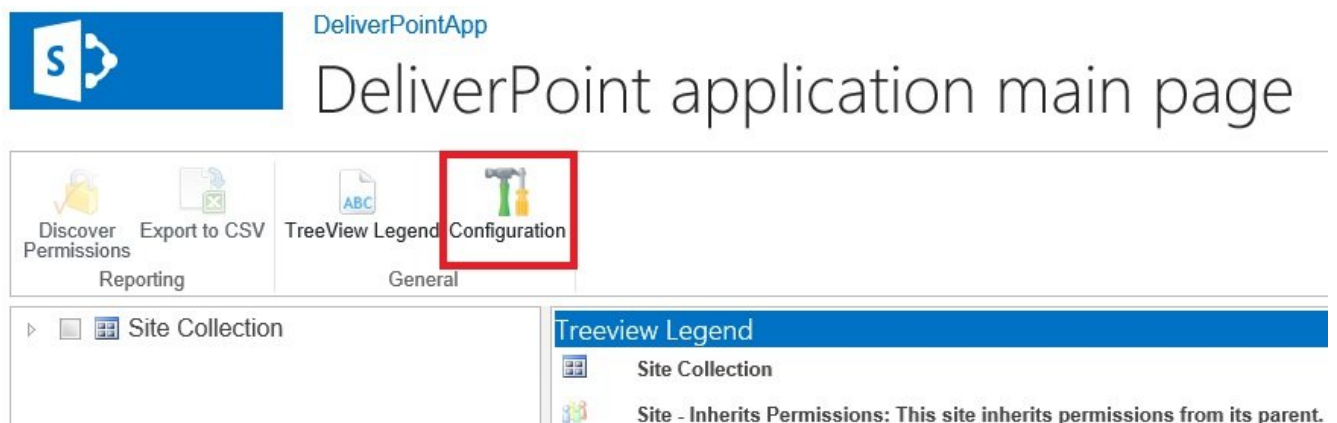 S
DeliverPointApp
DeliverPoint application main page
ABC
Discover Permissions
Export to CSV
TreeView Legend
Configuration
Reporting
General
Site Collection
Treeview Legend
Site Collection
Site - Inherits Permissions: This site inherits permissions from its parent.